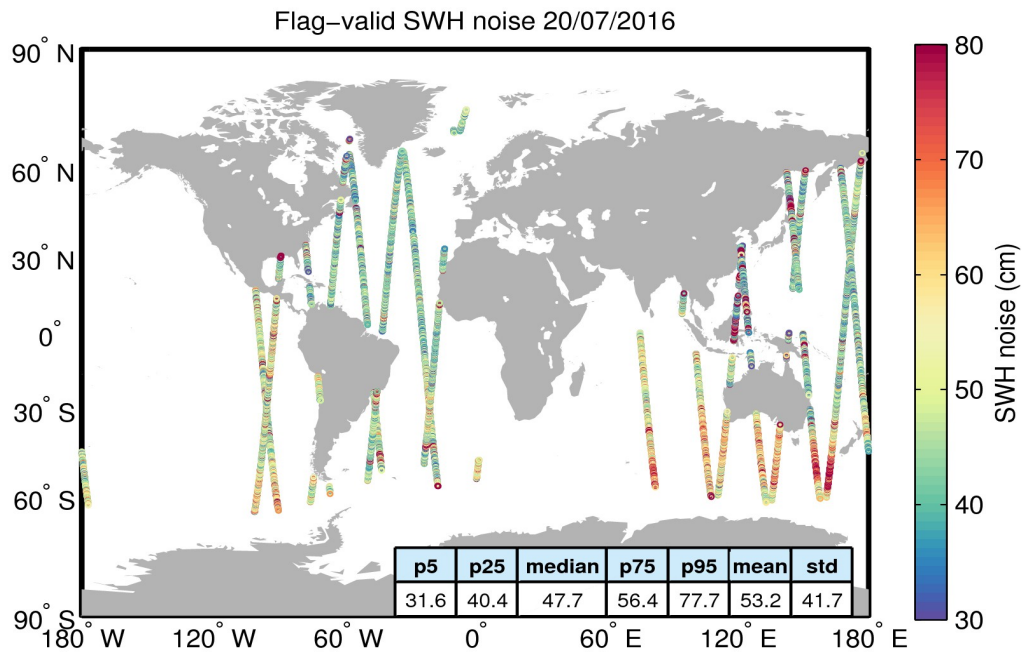 Flag−valid SWH noise 20/07/2016
90° N
60° N
30° N
0°
30° S
60° S
90° S
180° W
120° W
60° W
0°
60° E
120° E
180° E
p5 p25 median p75 p95 mean std
31.6 40.4 47.7 56.4 77.7 53.2 41.7
80
70
60
50
40
30
SWH noise (cm)